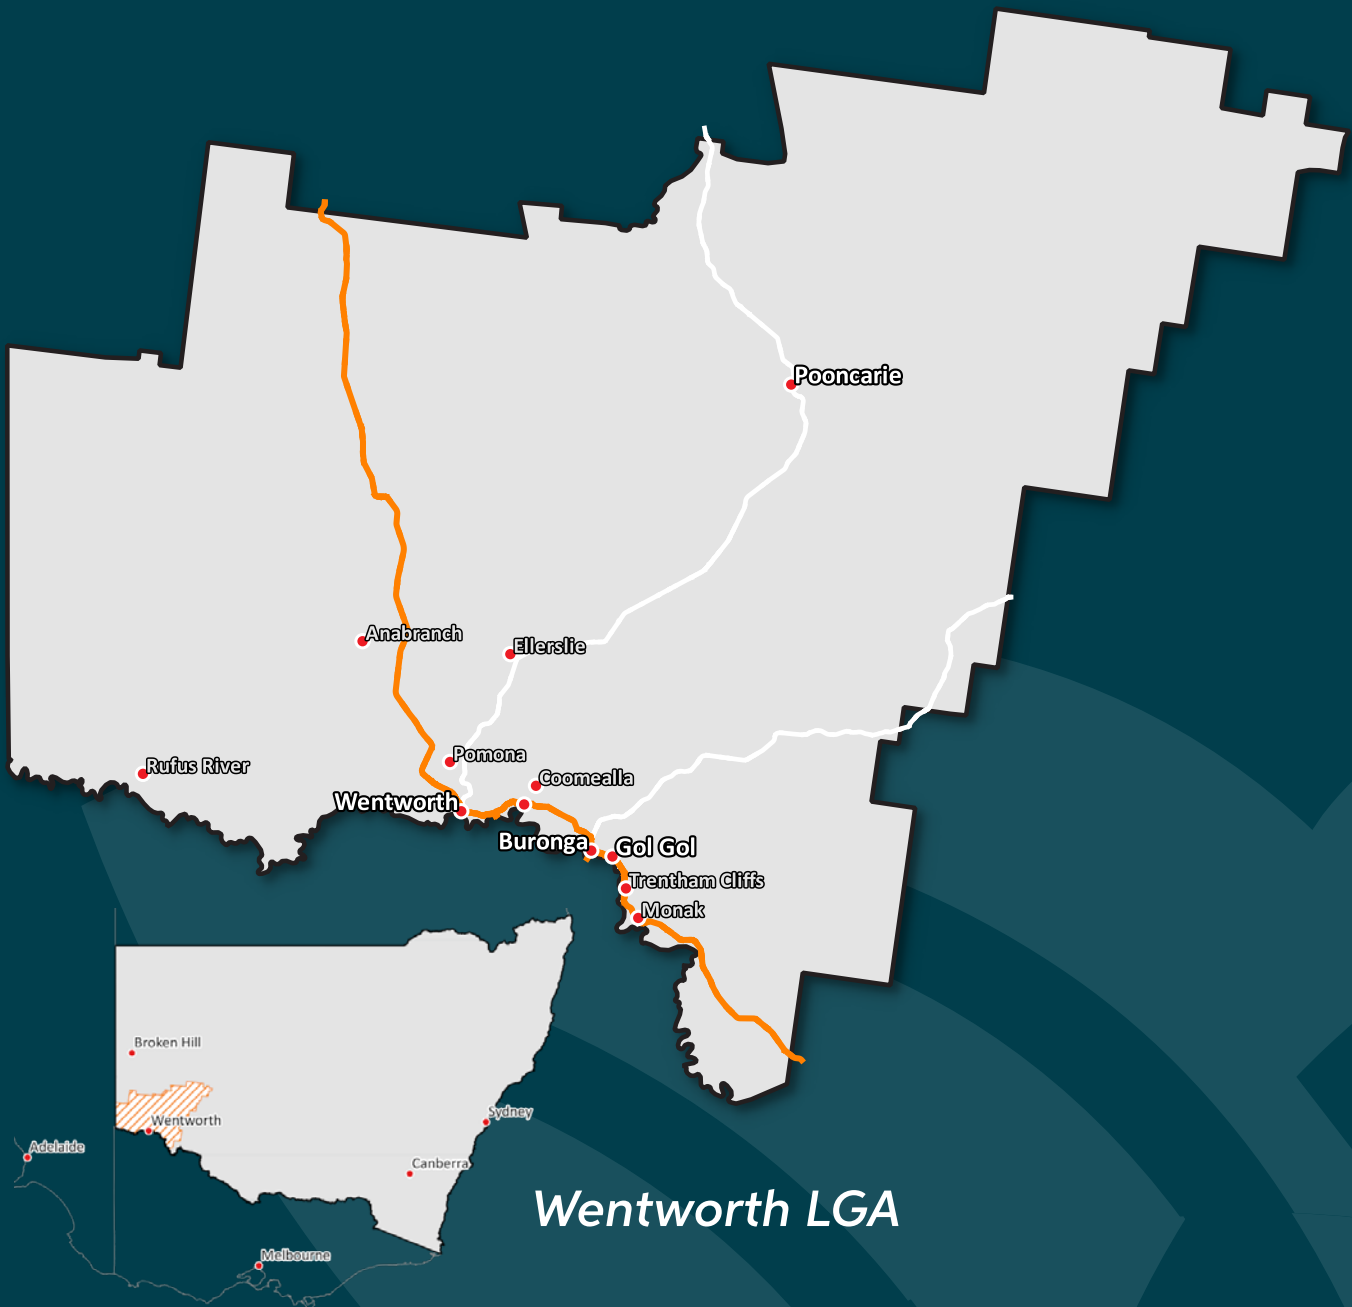 Pooncarie
Anabranch
Ellerslie
Pomona
Rufus River
Coomealla
Wentworth
Buronga
Gol Gol
Trentham Cliffs
Monak
Broken Hill
Wentworth
Sydney
Adelaide
Canberra
Melbourne
Wentworth LGA